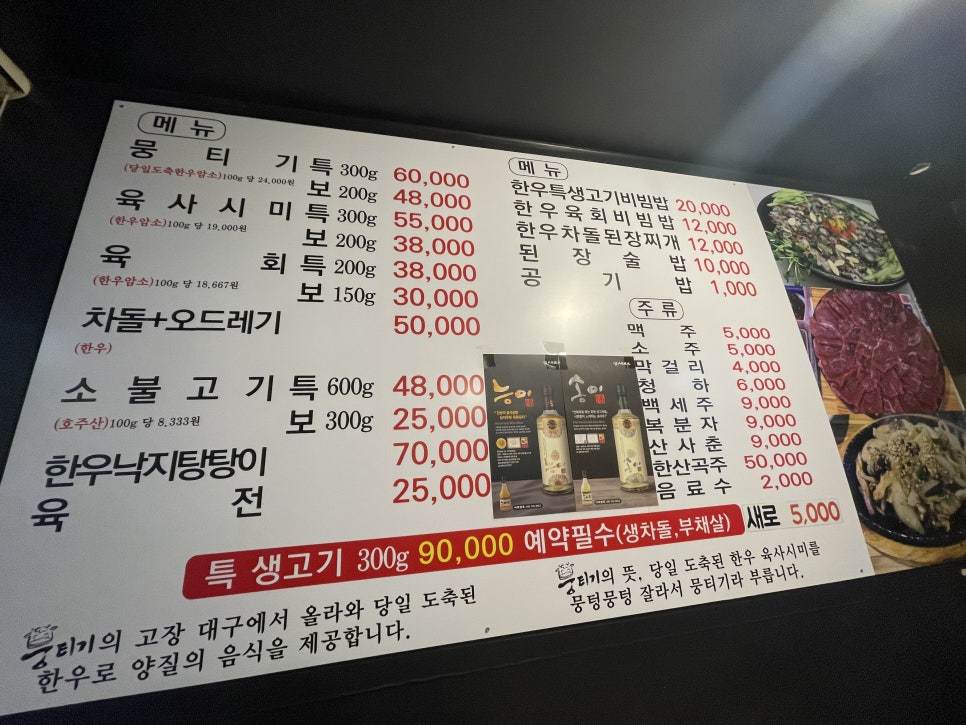 메 뉴
뭉 티 기 특 300g 60,000
(당일도축한우암소)100g 당 24,000원
보 200g 48,000
육 사 시 미 특 300g 55,000
(한우암소)100g 당 19,000원
보 200g 38,000
육 회 특 200g 38,000
(한우암소)100g 당 18,667원
보 150g 30,000
차돌+오드레기 50,000
(한우)
소 불 고 기 특 600g 48,000
(호주산)100g 당 8,333원
보 300g 25,000
한우낙지탕탕이 70,000
육 전 25,000
메 뉴
한우특생고기비빔밥 20,000
한우육회비빔밥 12,000
한우차돌된장찌개 12,000
된 장 술 밥 10,000
공 기 밥 1,000
주 류
맥 주 5,000
소 주 5,000
막 걸 리 4,000
청 하 6,000
백 세 주 9,000
복 분 자 9,000
산 사 춘 9,000
한산곡주 50,000
음 료 수 2,000
새로 5,000
능이
송이
특 생고기 300g 90,000 예약필수(생차돌,부채살)
뭉티기의 고장 대구에서 올라와 당일 도축된
한우로 양질의 음식을 제공합니다.
뭉티기의 뜻, 당일 도축된 한우 육사시미를
뭉텅뭉텅 잘라서 뭉티기라 부릅니다.